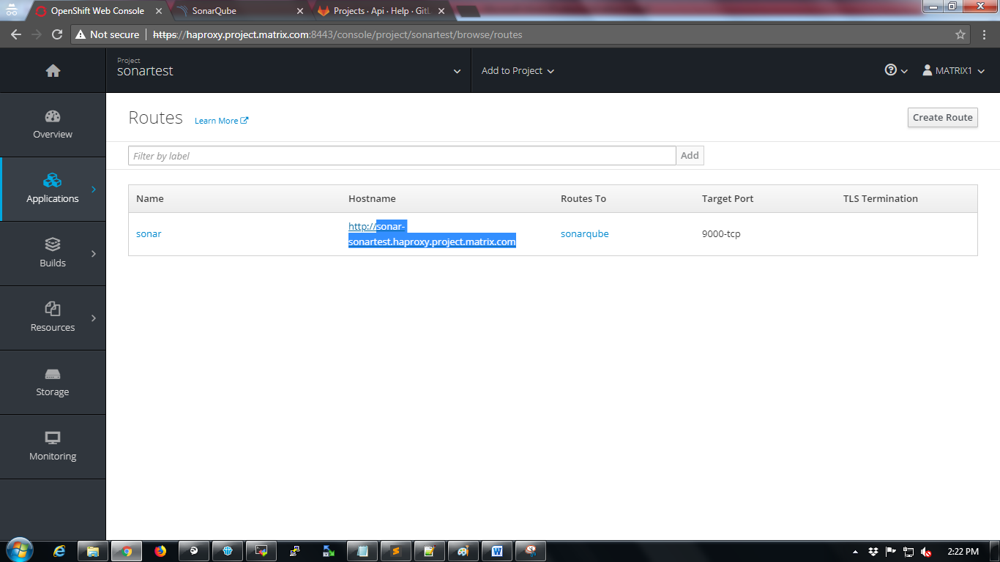 OpenShift Web Console
SonarQube
Projects · Api · Help · GitL
Not secure
https://haproxy.project.matrix.com:8443/console/project/sonartest/browse/routes
Project
sonartest
Add to Project
MATRIX1
Overview
Applications
Builds
Resources
Storage
Monitoring
Routes
Learn More
Create Route
Filter by label
Add
Name Hostname Routes To Target Port TLS Termination
sonar http://sonar-
sonartest.haproxy.project.matrix.com sonarqube 9000-tcp
2:22 PM